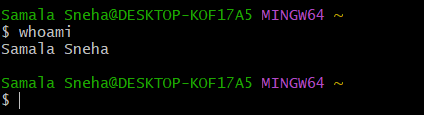 Samala Sneha@DESKTOP-KOF17A5 MINGW64 ~
$ whoami
Samala Sneha
Samala Sneha@DESKTOP-KOF17A5 MINGW64 ~
$